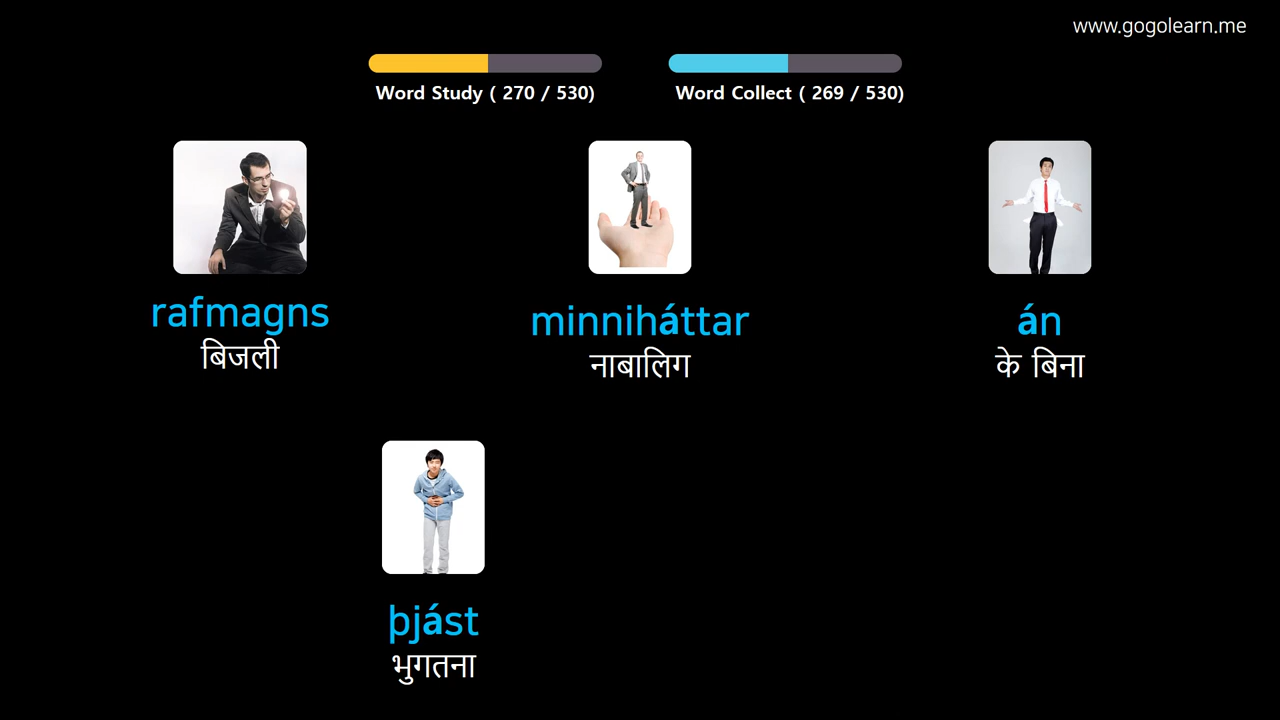 www.gogolearn.me
Word Study ( 270 / 530)
Word Collect ( 269 / 530)
rafmagns
बिजली
minniháttar
नाबालिग
án
के बिना
þjást
भुगतना